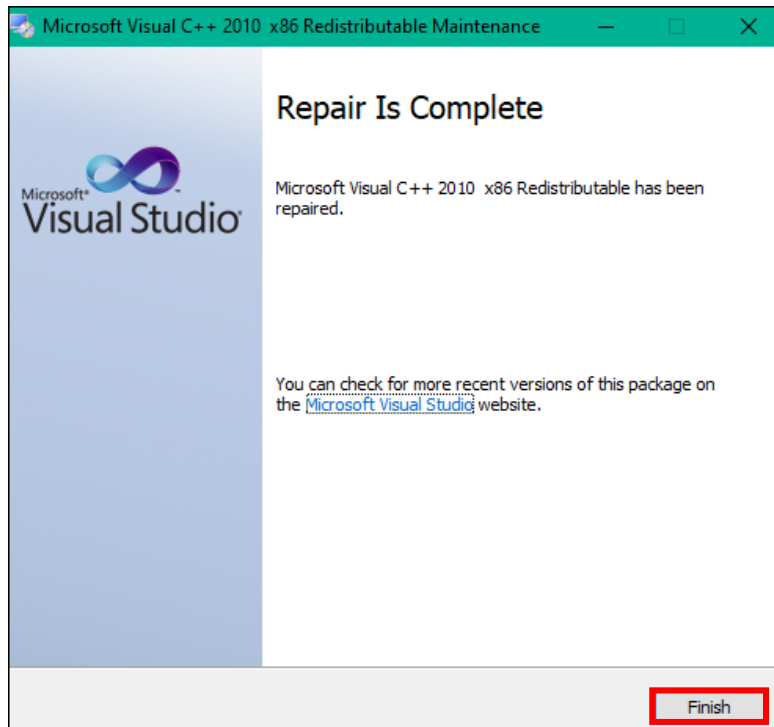 Microsoft Visual C++ 2010 x86 Redistributable Maintenance
Repair Is Complete
Microsoft®
Visual Studio®
Microsoft Visual C++ 2010 x86 Redistributable has been
repaired.
You can check for more recent versions of this package on
the Microsoft Visual Studio website.
Finish